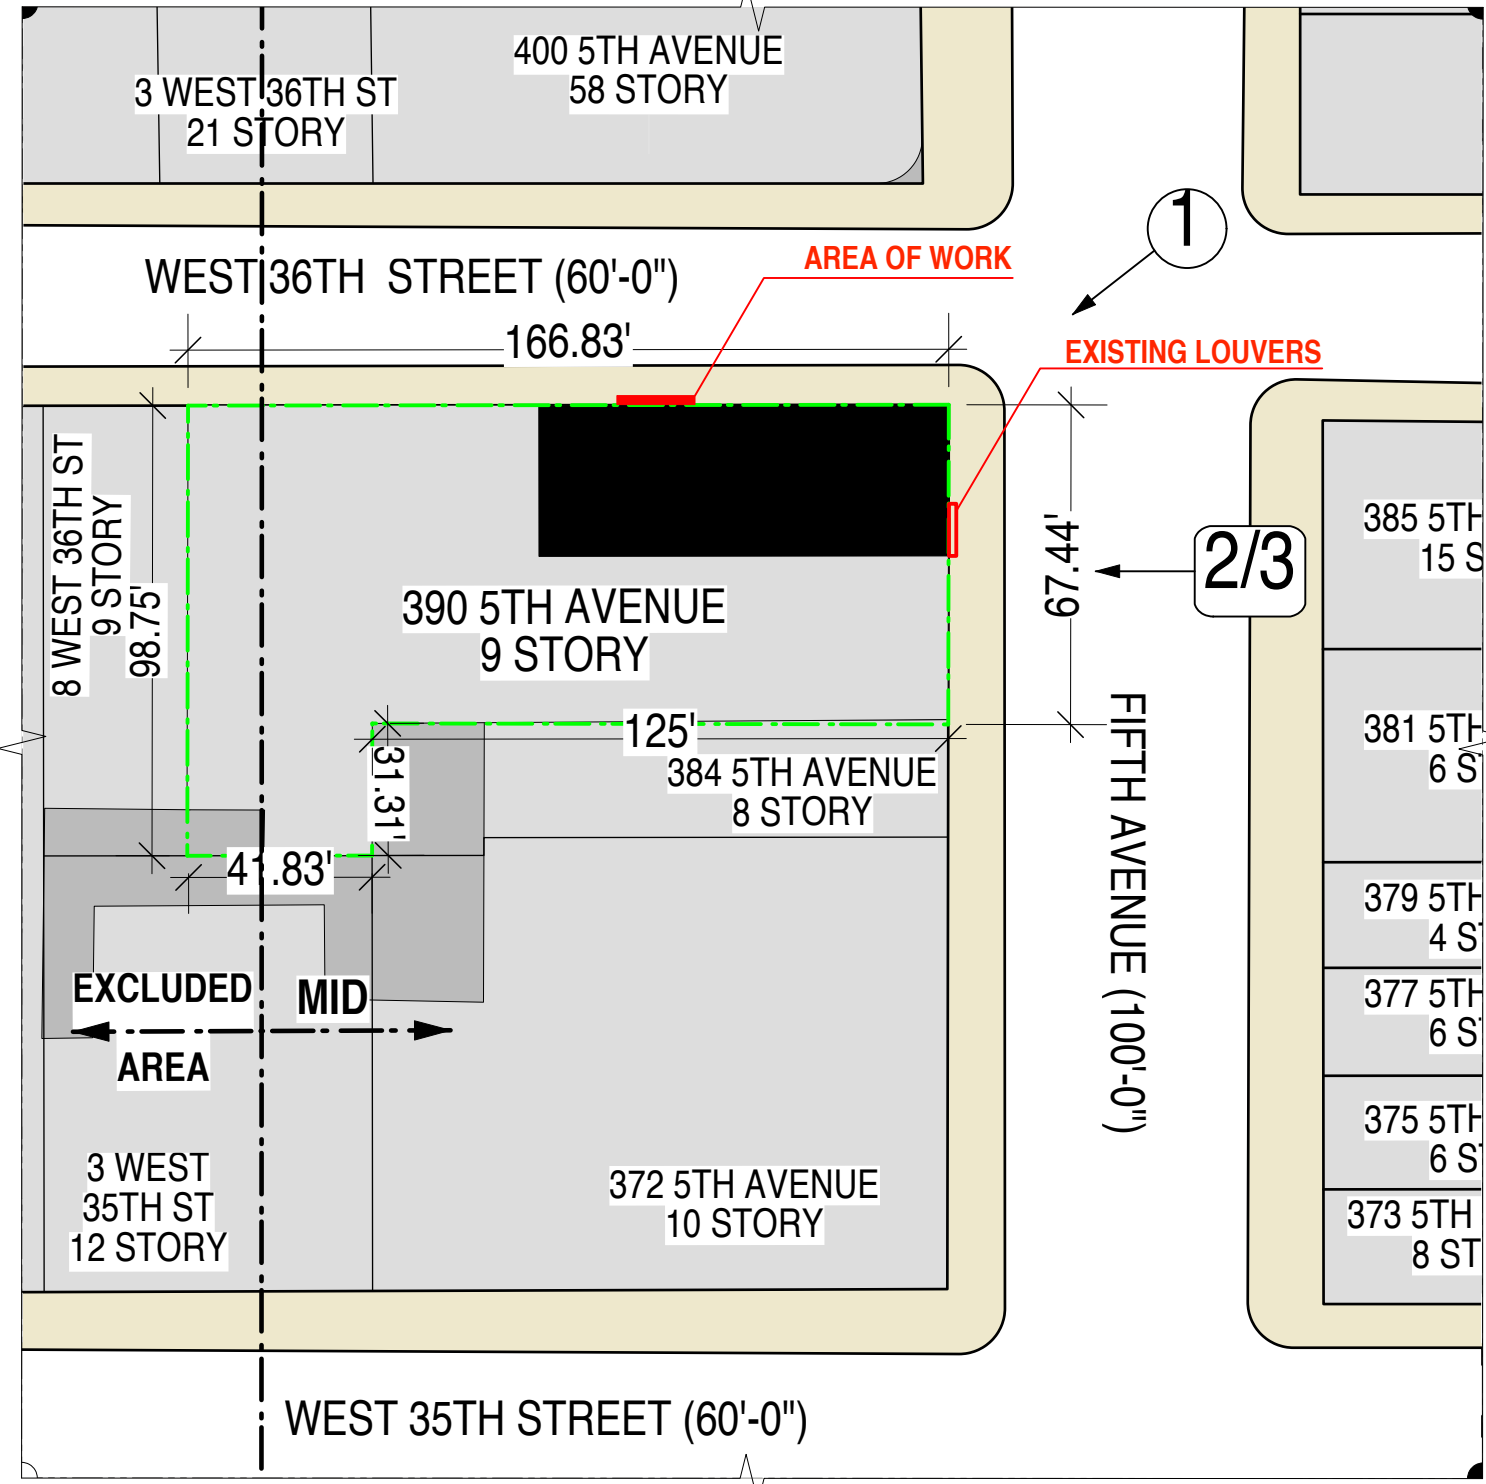 400 5TH AVENUE
58 STORY
3 WEST 36TH ST
21 STORY
1
AREA OF WORK
WEST 36TH STREET (60'-0")
166.83'
EXISTING LOUVERS
8 WEST 36TH ST
9 STORY
98.75'
67.44'
2/3
385 5TH
15 S
390 5TH AVENUE
9 STORY
125'
31.31'
384 5TH AVENUE
8 STORY
FIFTH AVENUE (100'-0")
381 5TH
6 S
41.83'
379 5TH
4 ST
EXCLUDED
AREA
MID
377 5TH
6 ST
375 5TH
6 ST
3 WEST
35TH ST
12 STORY
372 5TH AVENUE
10 STORY
373 5TH
8 ST
WEST 35TH STREET (60'-0")